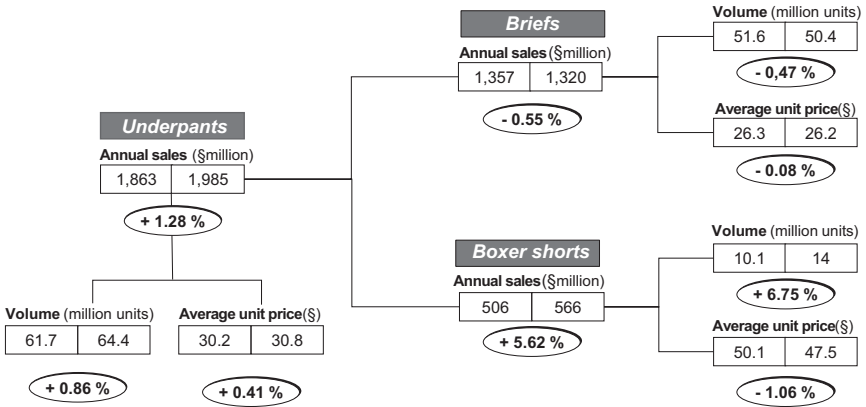 Briefs
Annual sales (§million)
1,357 1,320
- 0.55 %
Volume (million units)
51.6 50.4
- 0,47 %
Average unit price(§)
26.3 26.2
- 0.08 %
Underpants
Annual sales (§million)
1,863 1,985
+ 1.28 %
Volume (million units)
61.7 64.4
+ 0.86 %
Average unit price(§)
30.2 30.8
+ 0.41 %
Boxer shorts
Annual sales(§million)
506 566
+ 5.62 %
Volume (million units)
10.1 14
+ 6.75 %
Average unit price(§)
50.1 47.5
- 1.06 %